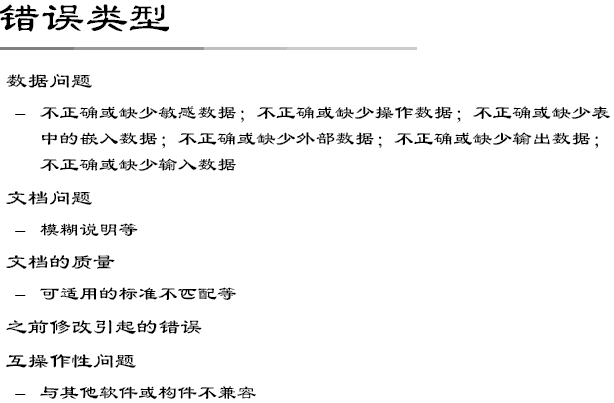 错误类型
数据问题
– 不正确或缺少敏感数据；不正确或缺少操作数据；不正确或缺少表
中的嵌入数据；不正确或缺少外部数据；不正确或缺少输出数据；
不正确或缺少输入数据
文档问题
– 模糊说明等
文档的质量
– 可适用的标准不匹配等
之前修改引起的错误
互操作性问题
– 与其他软件或构件不兼容